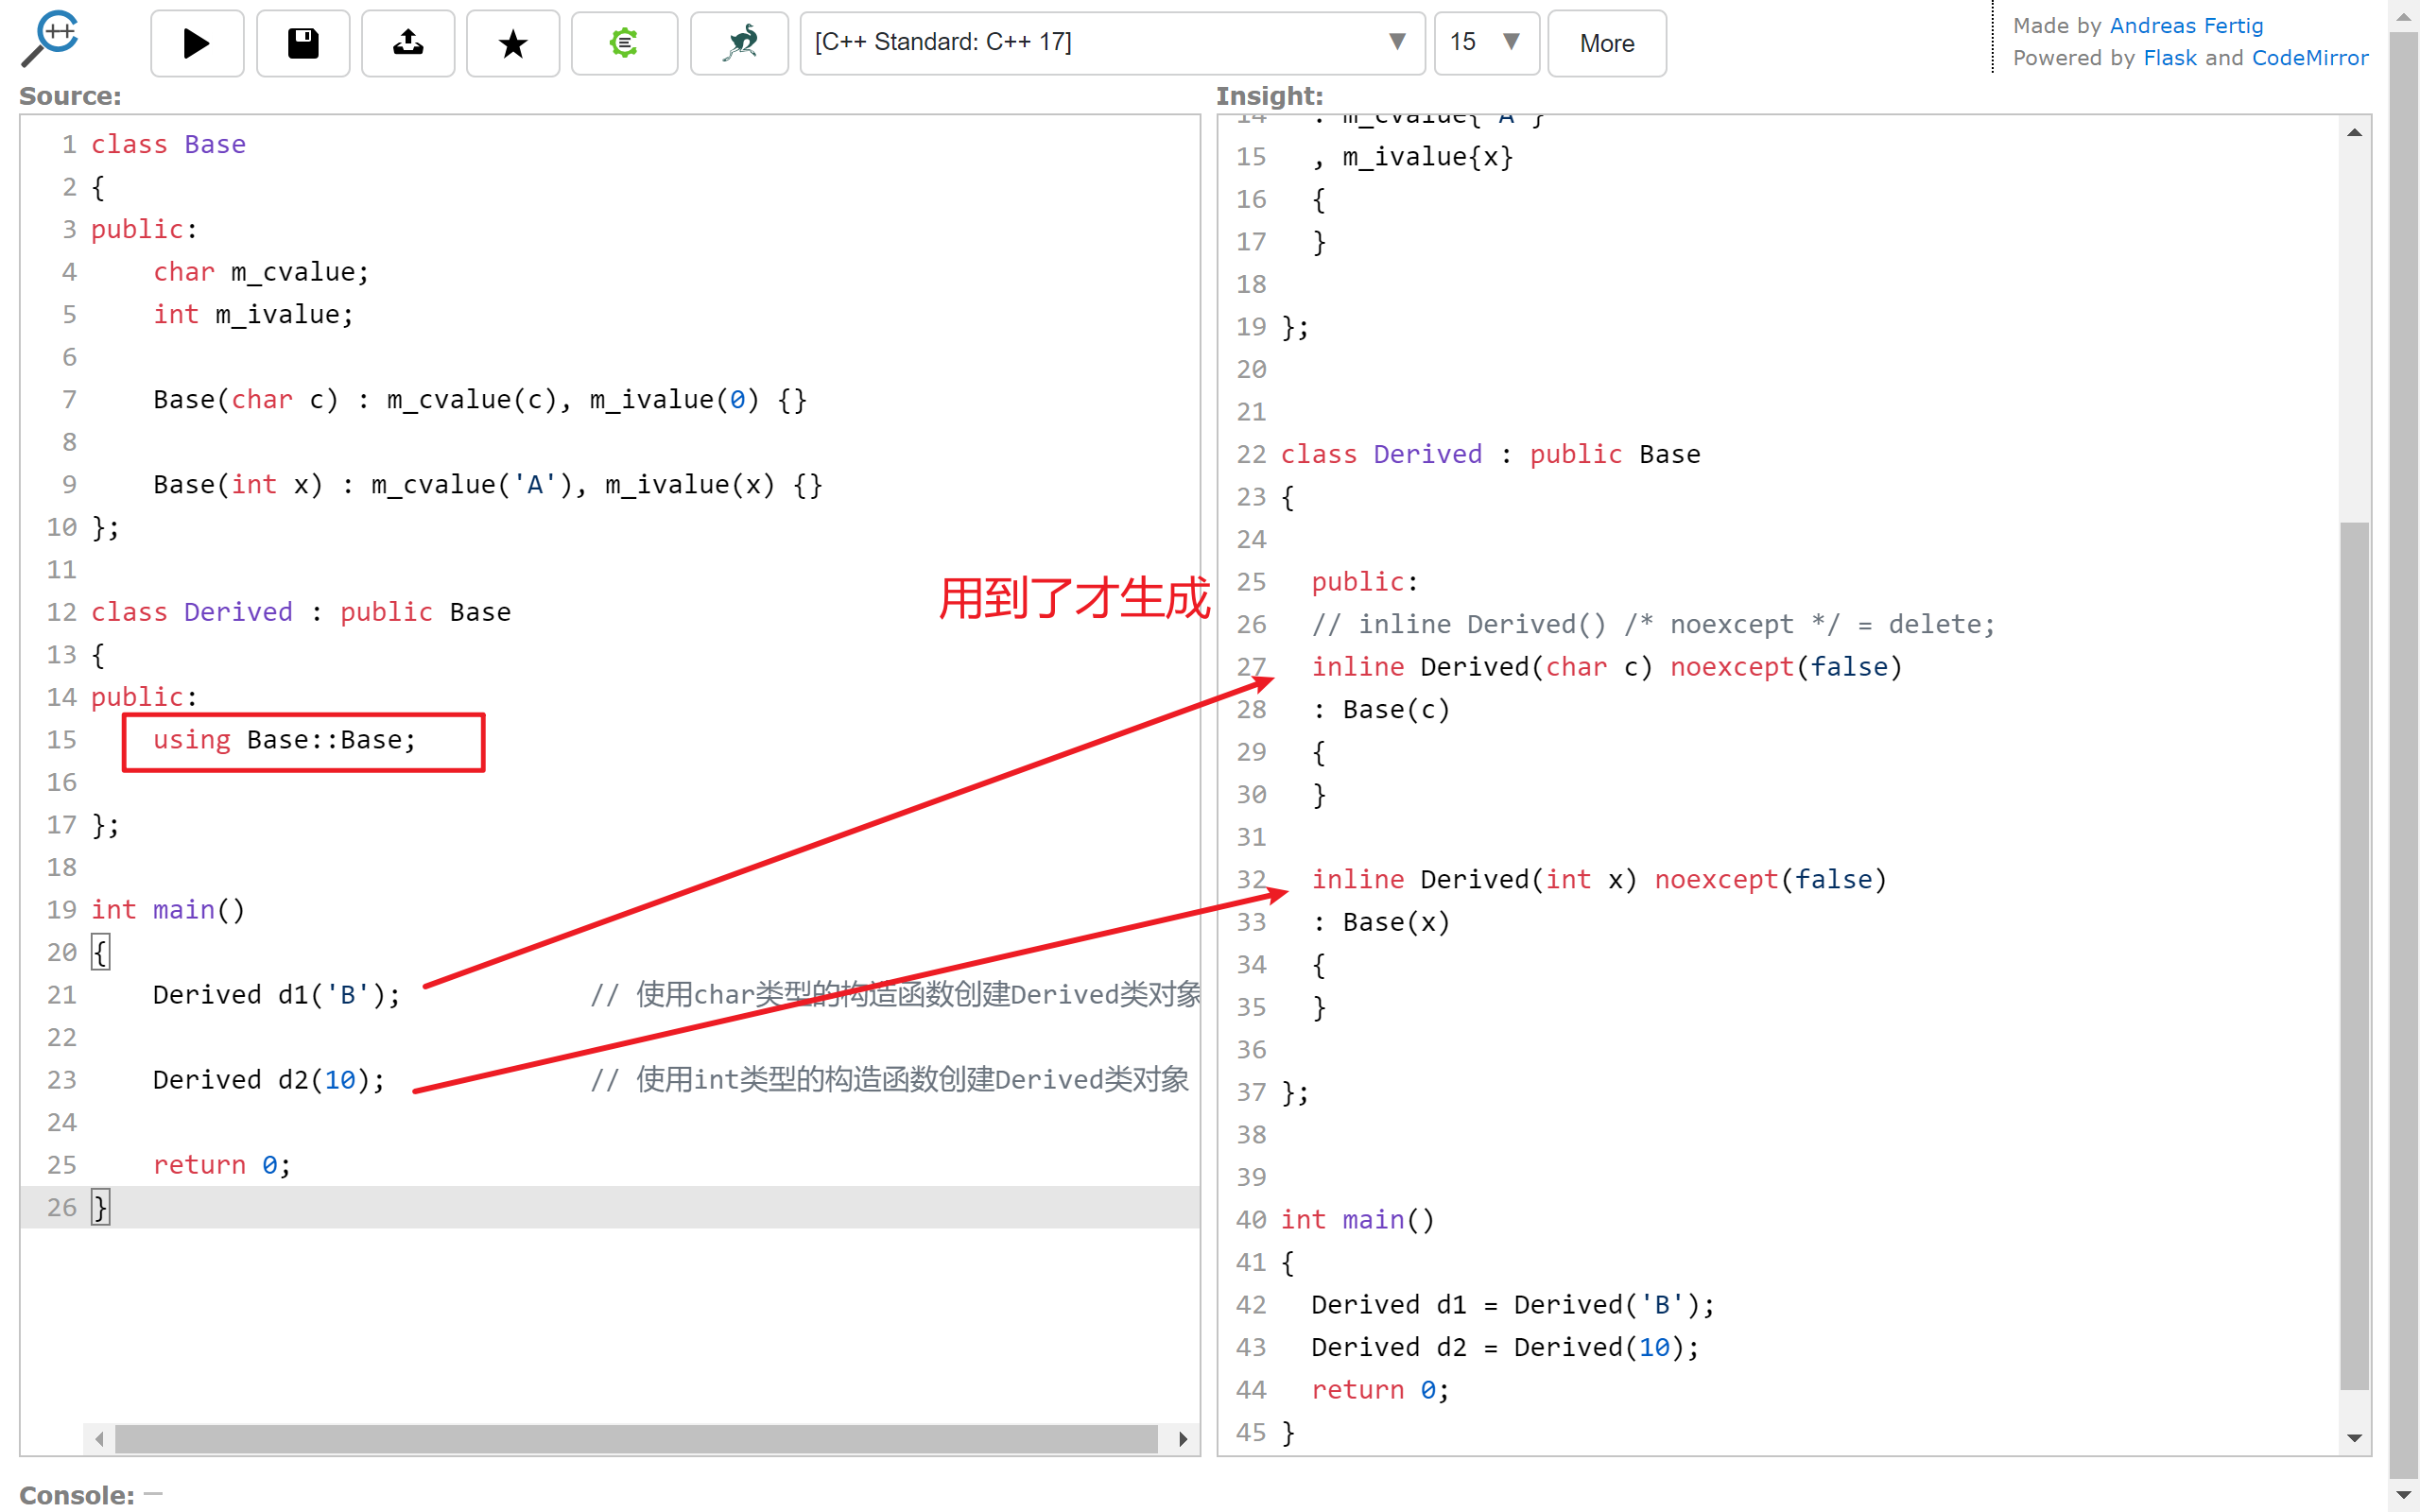 [C++ Standard: C++ 17]
15
More
Made by Andreas Fertig
Powered by Flask and CodeMirror
Source:
1 class Base
2 {
3 public:
4     char m_cvalue;
5     int m_ivalue;
6
7     Base(char c) : m_cvalue(c), m_ivalue(0) {}
8
9     Base(int x) : m_cvalue('A'), m_ivalue(x) {}
10 };
11
12 class Derived : public Base
13 {
14 public:
15     using Base::Base;
16
17 };
18
19 int main()
20 {
21     Derived d1('B');            // 使用char类型的构造函数创建Derived类对象
22
23     Derived d2(10);             // 使用int类型的构造函数创建Derived类对象
24
25     return 0;
26 }
用到了才生成
Insight:
14   : m_cvalue{'A'}
15   , m_ivalue{x}
16   {
17   }
18
19 };
20
21
22 class Derived : public Base
23 {
24
25   public:
26   // inline Derived() /* noexcept */ = delete;
27   inline Derived(char c) noexcept(false)
28   : Base(c)
29   {
30   }
31
32   inline Derived(int x) noexcept(false)
33   : Base(x)
34   {
35   }
36
37 };
38
39
40 int main()
41 {
42   Derived d1 = Derived('B');
43   Derived d2 = Derived(10);
44   return 0;
45 }
Console: